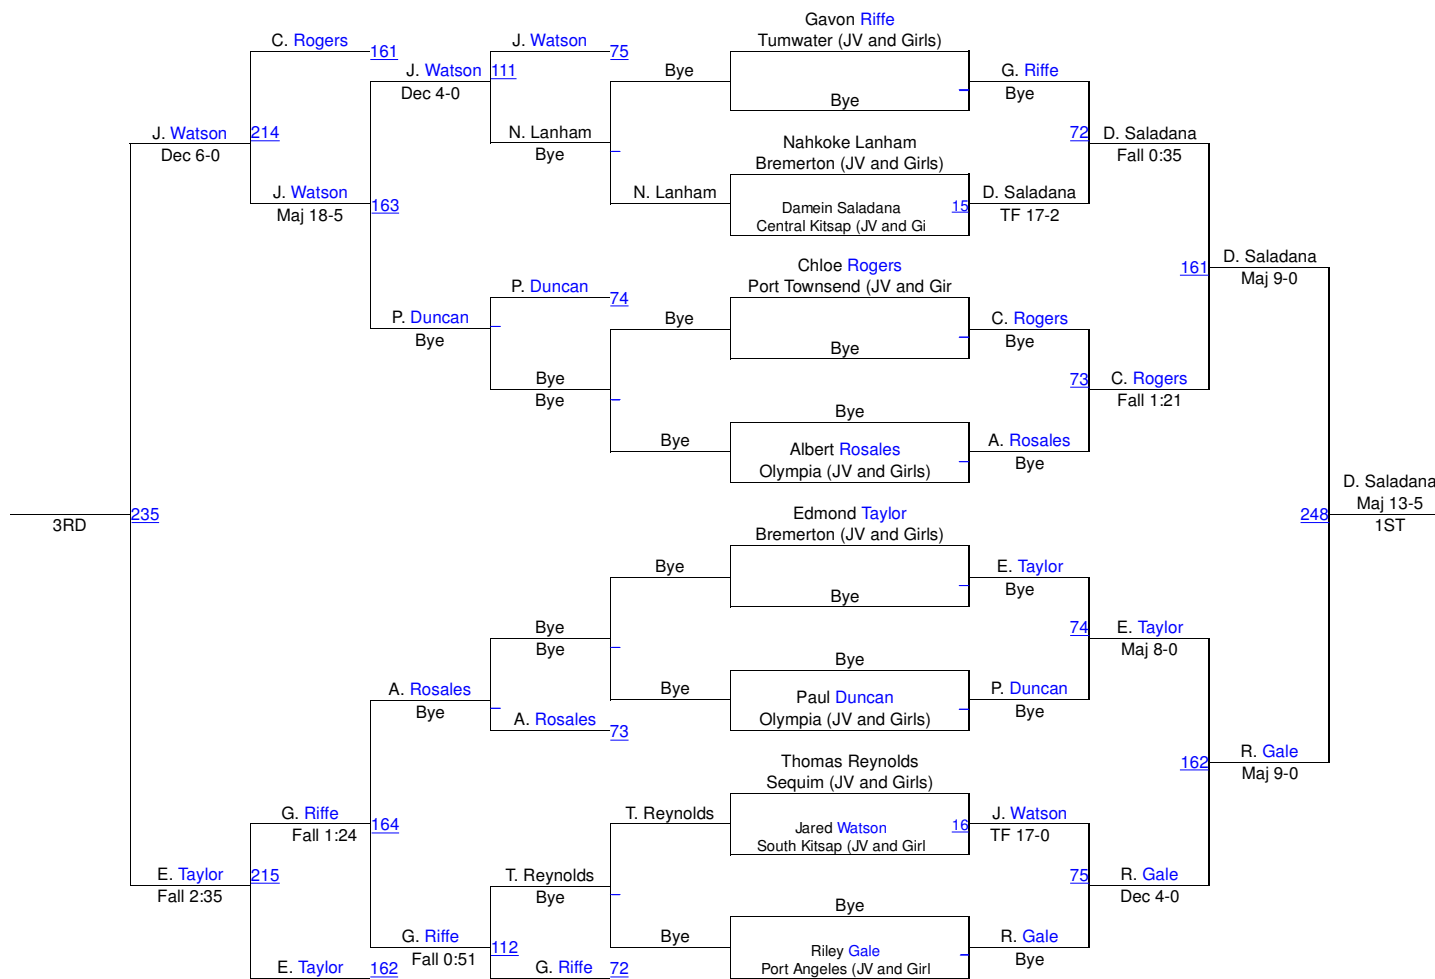 Gavon Riffe
C. Rogers 161 J. Watson 75 Tumwater (JV and Girls)
J. Watson 111 Bye G. Riffe
Dec 4-0 Bye Bye
J. Watson 214 N. Lanham 72 D. Saladana
Dec 6-0 Bye Nahkoke Lanham Fall 0:35
Bremerton (JV and Girls)
J. Watson 163 N. Lanham Damein Saladana 15 D. Saladana
Maj 18-5 Central Kitsap (JV and Gi TF 17-2
D. Saladana
Chloe Rogers 161 Maj 9-0
P. Duncan 74 Port Townsend (JV and Gir
P. Duncan Bye C. Rogers
Bye Bye Bye
Bye 73 C. Rogers
Bye Fall 1:21
Bye
Bye Albert Rosales A. Rosales
Olympia (JV and Girls) Bye
D. Saladana
235 Edmond Taylor 248 Maj 13-5
3RD Bremerton (JV and Girls) 1ST
Bye E. Taylor
Bye Bye
Bye 74 E. Taylor
Bye Maj 8-0
Bye
A. Rosales Bye Paul Duncan P. Duncan
Bye A. Rosales 73 Olympia (JV and Girls) Bye
Thomas Reynolds 162 R. Gale
Sequim (JV and Girls) Maj 9-0
G. Riffe 164 T. Reynolds Jared Watson 16 J. Watson
Fall 1:24 South Kitsap (JV and Girl TF 17-0
E. Taylor 215 T. Reynolds 75 R. Gale
Fall 2:35 Bye Dec 4-0
Bye
G. Riffe 112 Bye Riley Gale R. Gale
Fall 0:51 Port Angeles (JV and Girl Bye
E. Taylor 162 G. Riffe 72